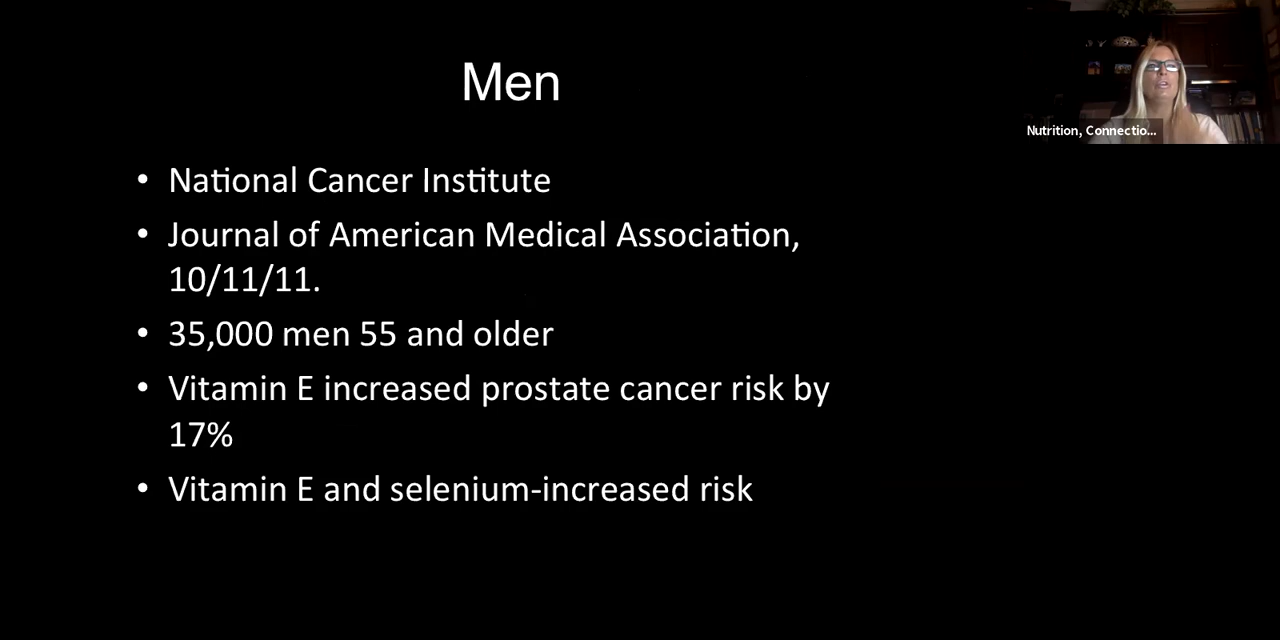 Men
Nutrition, Connectio...
• National Cancer Institute
• Journal of American Medical Association,
10/11/11.
• 35,000 men 55 and older
• Vitamin E increased prostate cancer risk by
17%
• Vitamin E and selenium-increased risk